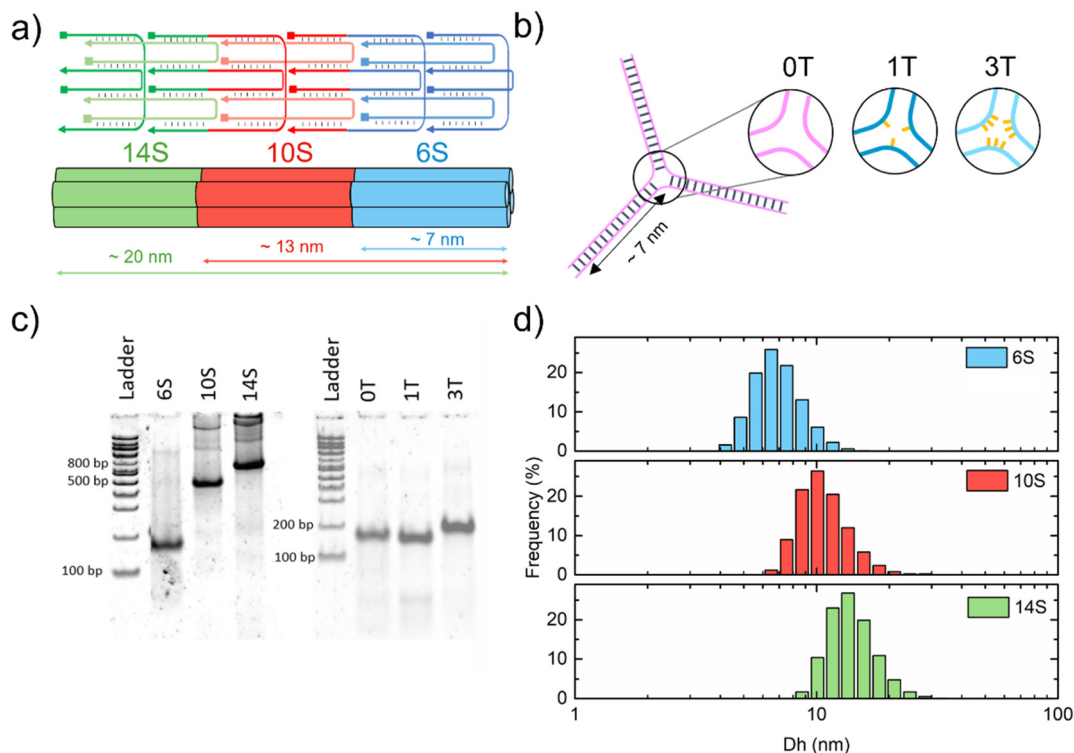 a)
14S 10S 6S
~ 7 nm
~ 13 nm
~ 20 nm
b)
0T 1T 3T
~ 7 nm
c)
Ladder 6S 10S 14S
800 bp
500 bp
100 bp
Ladder 0T 1T 3T
200 bp
100 bp
d)
Frequency (%)
20
10
0
6S
20
10
0
10S
20
10
0
14S
1 10 100
Dh (nm)